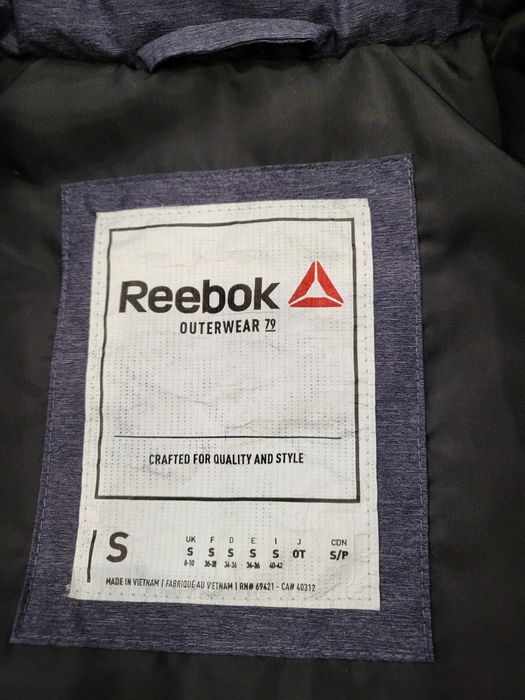 Reebok
OUTERWEAR 79
CRAFTED FOR QUALITY AND STYLE
S
UK F D E I J CDN
S S S S S OT S/P
8-10 36-38 34-36 36-38 40-42
MADE IN VIETNAM | FABRIQUÉ AU VIETNAM | RN# 69421 - CA# 40312